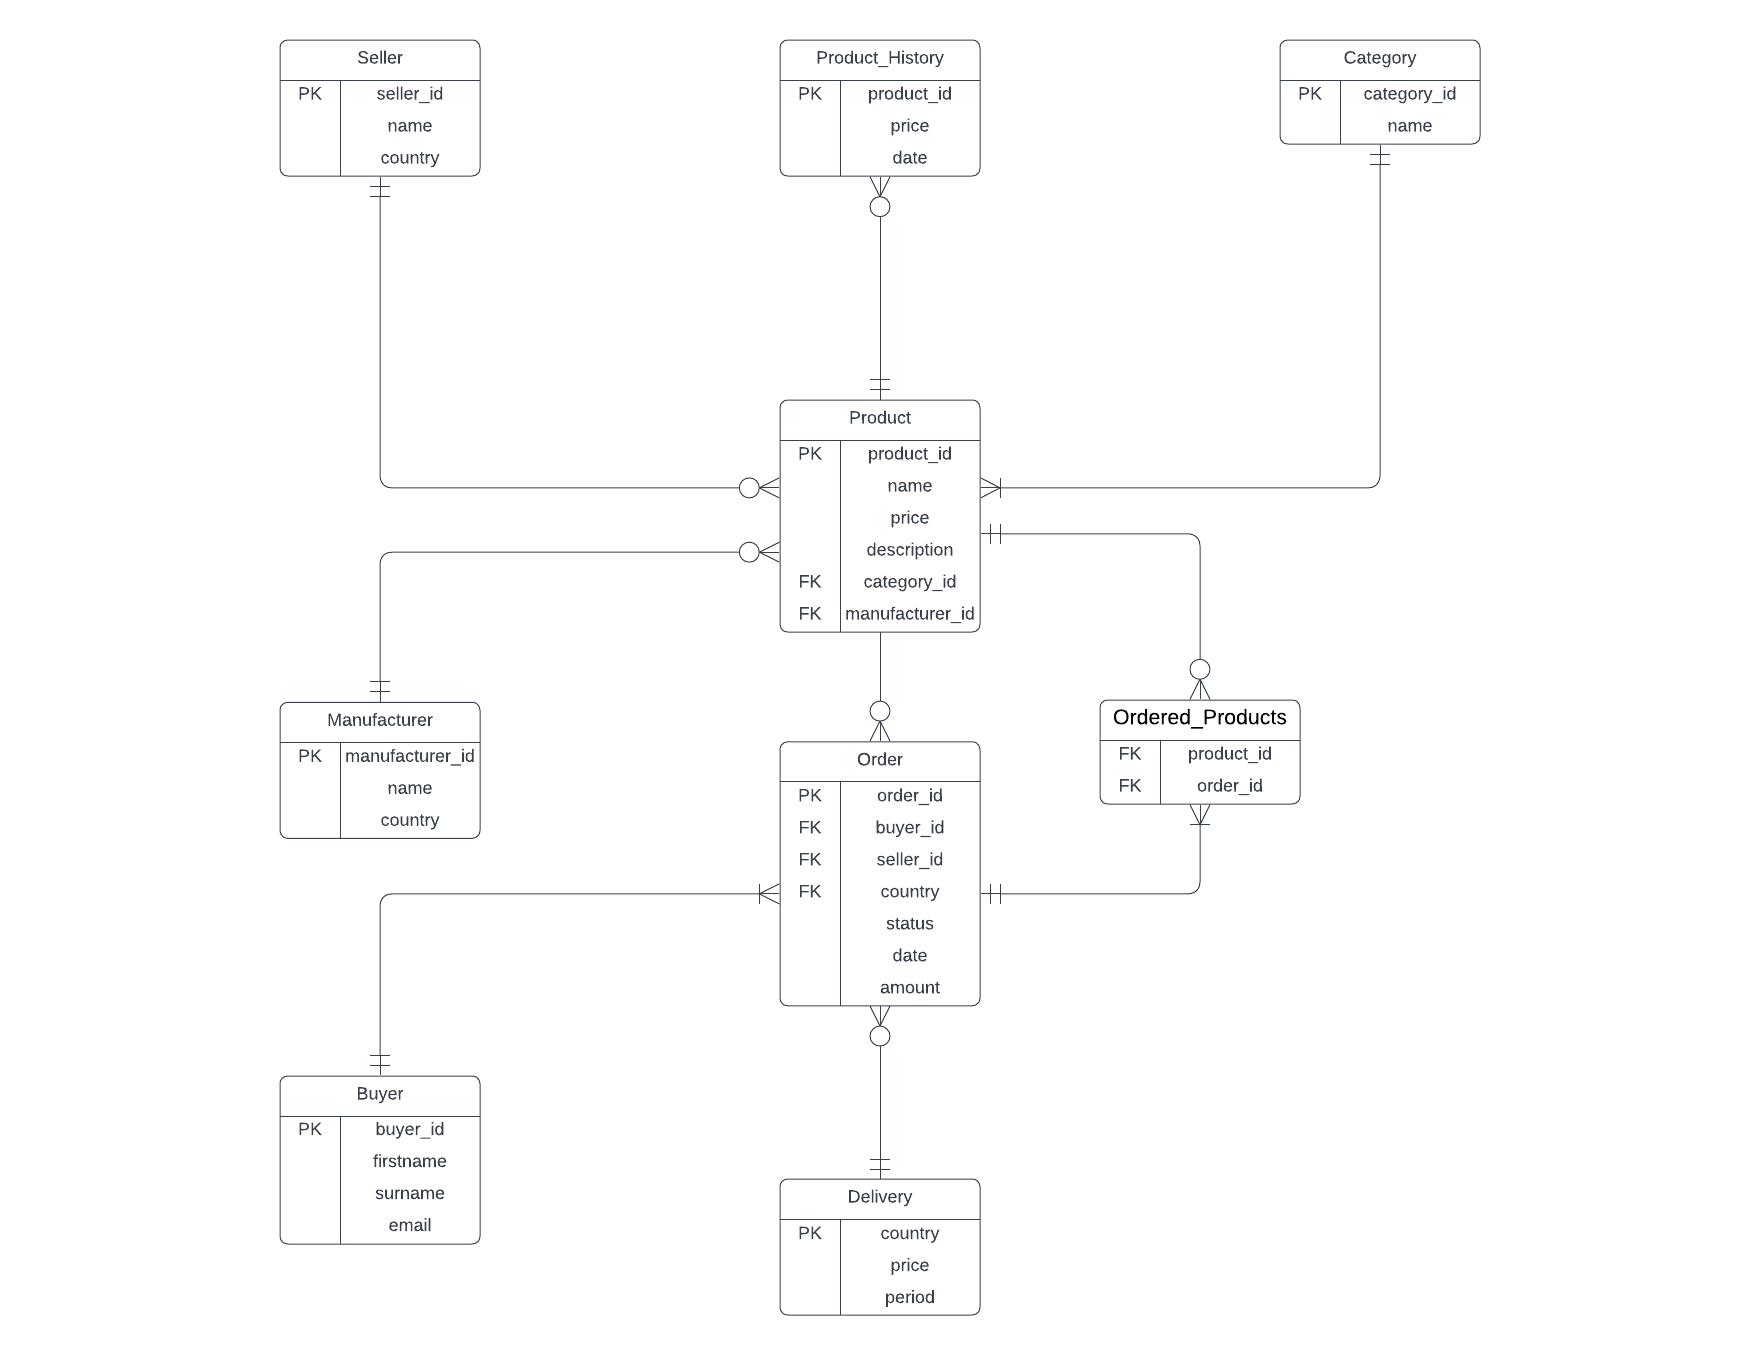 Seller
PK seller_id
name
country
Product_History
PK product_id
price
date
Category
PK category_id
name
Product
PK product_id
name
price
description
FK category_id
FK manufacturer_id
Manufacturer
PK manufacturer_id
name
country
Order
PK order_id
FK buyer_id
FK seller_id
FK country
status
date
amount
Ordered_Products
FK product_id
FK order_id
Buyer
PK buyer_id
firstname
surname
email
Delivery
PK country
price
period